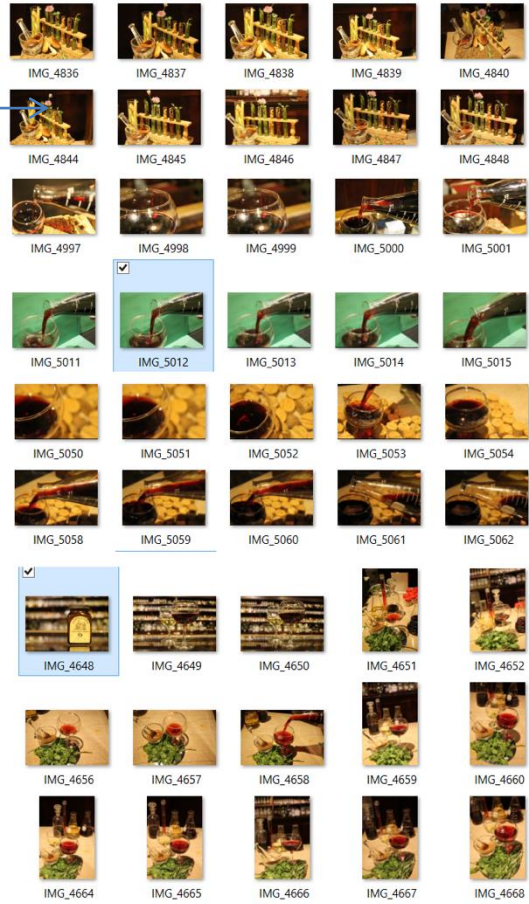 IMG_4836 IMG_4837 IMG_4838 IMG_4839 IMG_4840
IMG_4844 IMG_4845 IMG_4846 IMG_4847 IMG_4848
IMG_4997 IMG_4998 IMG_4999 IMG_5000 IMG_5001
IMG_5011 IMG_5012 IMG_5013 IMG_5014 IMG_5015
IMG_5050 IMG_5051 IMG_5052 IMG_5053 IMG_5054
IMG_5058 IMG_5059 IMG_5060 IMG_5061 IMG_5062
IMG_4648 IMG_4649 IMG_4650 IMG_4651 IMG_4652
IMG_4656 IMG_4657 IMG_4658 IMG_4659 IMG_4660
IMG_4664 IMG_4665 IMG_4666 IMG_4667 IMG_4668